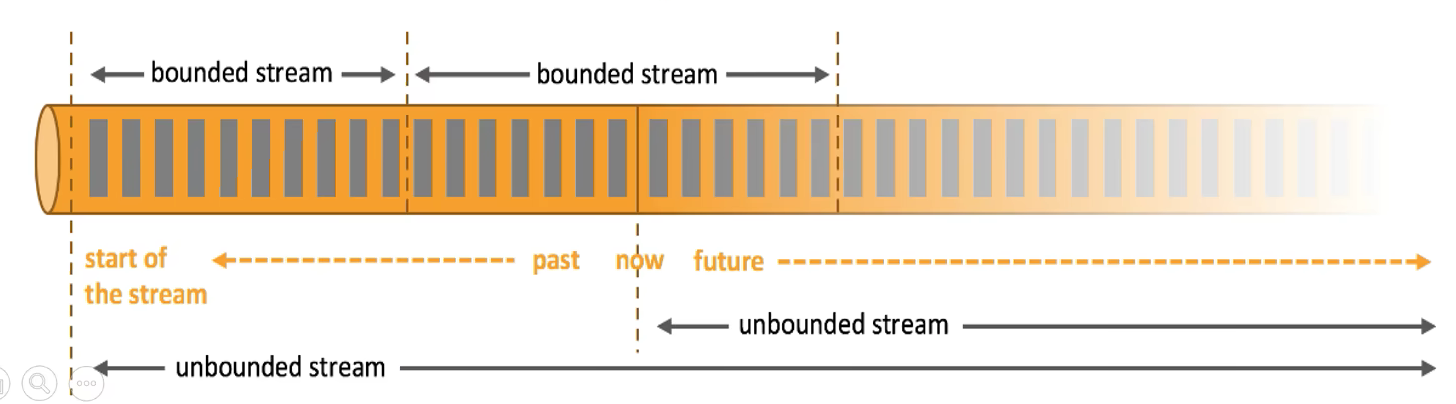 bounded stream
bounded stream
start of
the stream
past
now
future
unbounded stream
unbounded stream